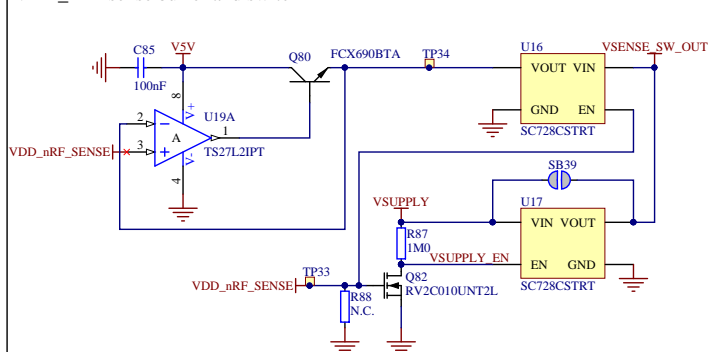 C85
100nF
V5V
Q80
FCX690BTA
TP34
U16
VSENSE_SW_OUT
VOUT VIN
GND EN
SC728CSTRT
8
V+
2
U19A
A
1
VDD_nRF_SENSE
3
TS27L2IPT
V-
4
SB39
VSUPPLY
U17
R87
1M0
VIN VOUT
VSUPPLY_EN
EN GND
SC728CSTRT
TP33
VDD_nRF_SENSE
Q82
RV2C010UNT2L
R88
N.C.